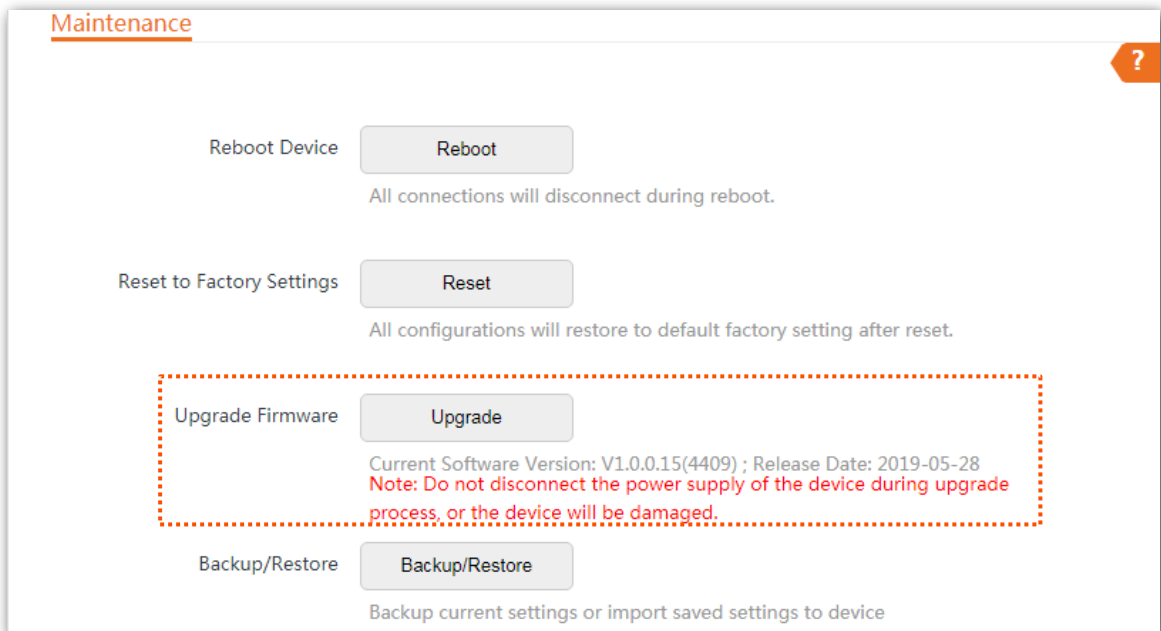 Maintenance
?
Reboot Device
Reboot
All connections will disconnect during reboot.
Reset to Factory Settings
Reset
All configurations will restore to default factory setting after reset.
Upgrade Firmware
Upgrade
Current Software Version: V1.0.0.15(4409) ; Release Date: 2019-05-28
Note: Do not disconnect the power supply of the device during upgrade
process, or the device will be damaged.
Backup/Restore
Backup/Restore
Backup current settings or import saved settings to device